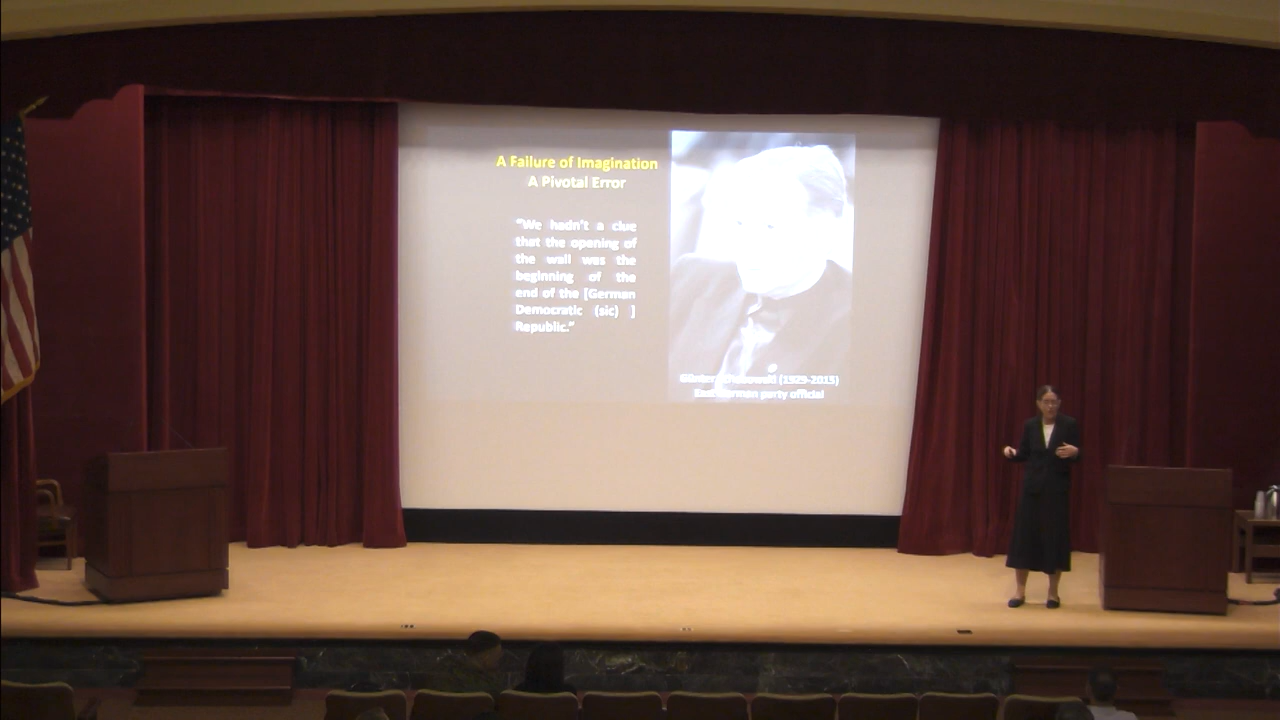 A Failure of Imagination
A Pivotal Error
"We hadn't a clue
that the opening of
the wall was the
beginning of the
end of the [German
Democratic (sic) ]
Republic."
(1929-2015)
party official